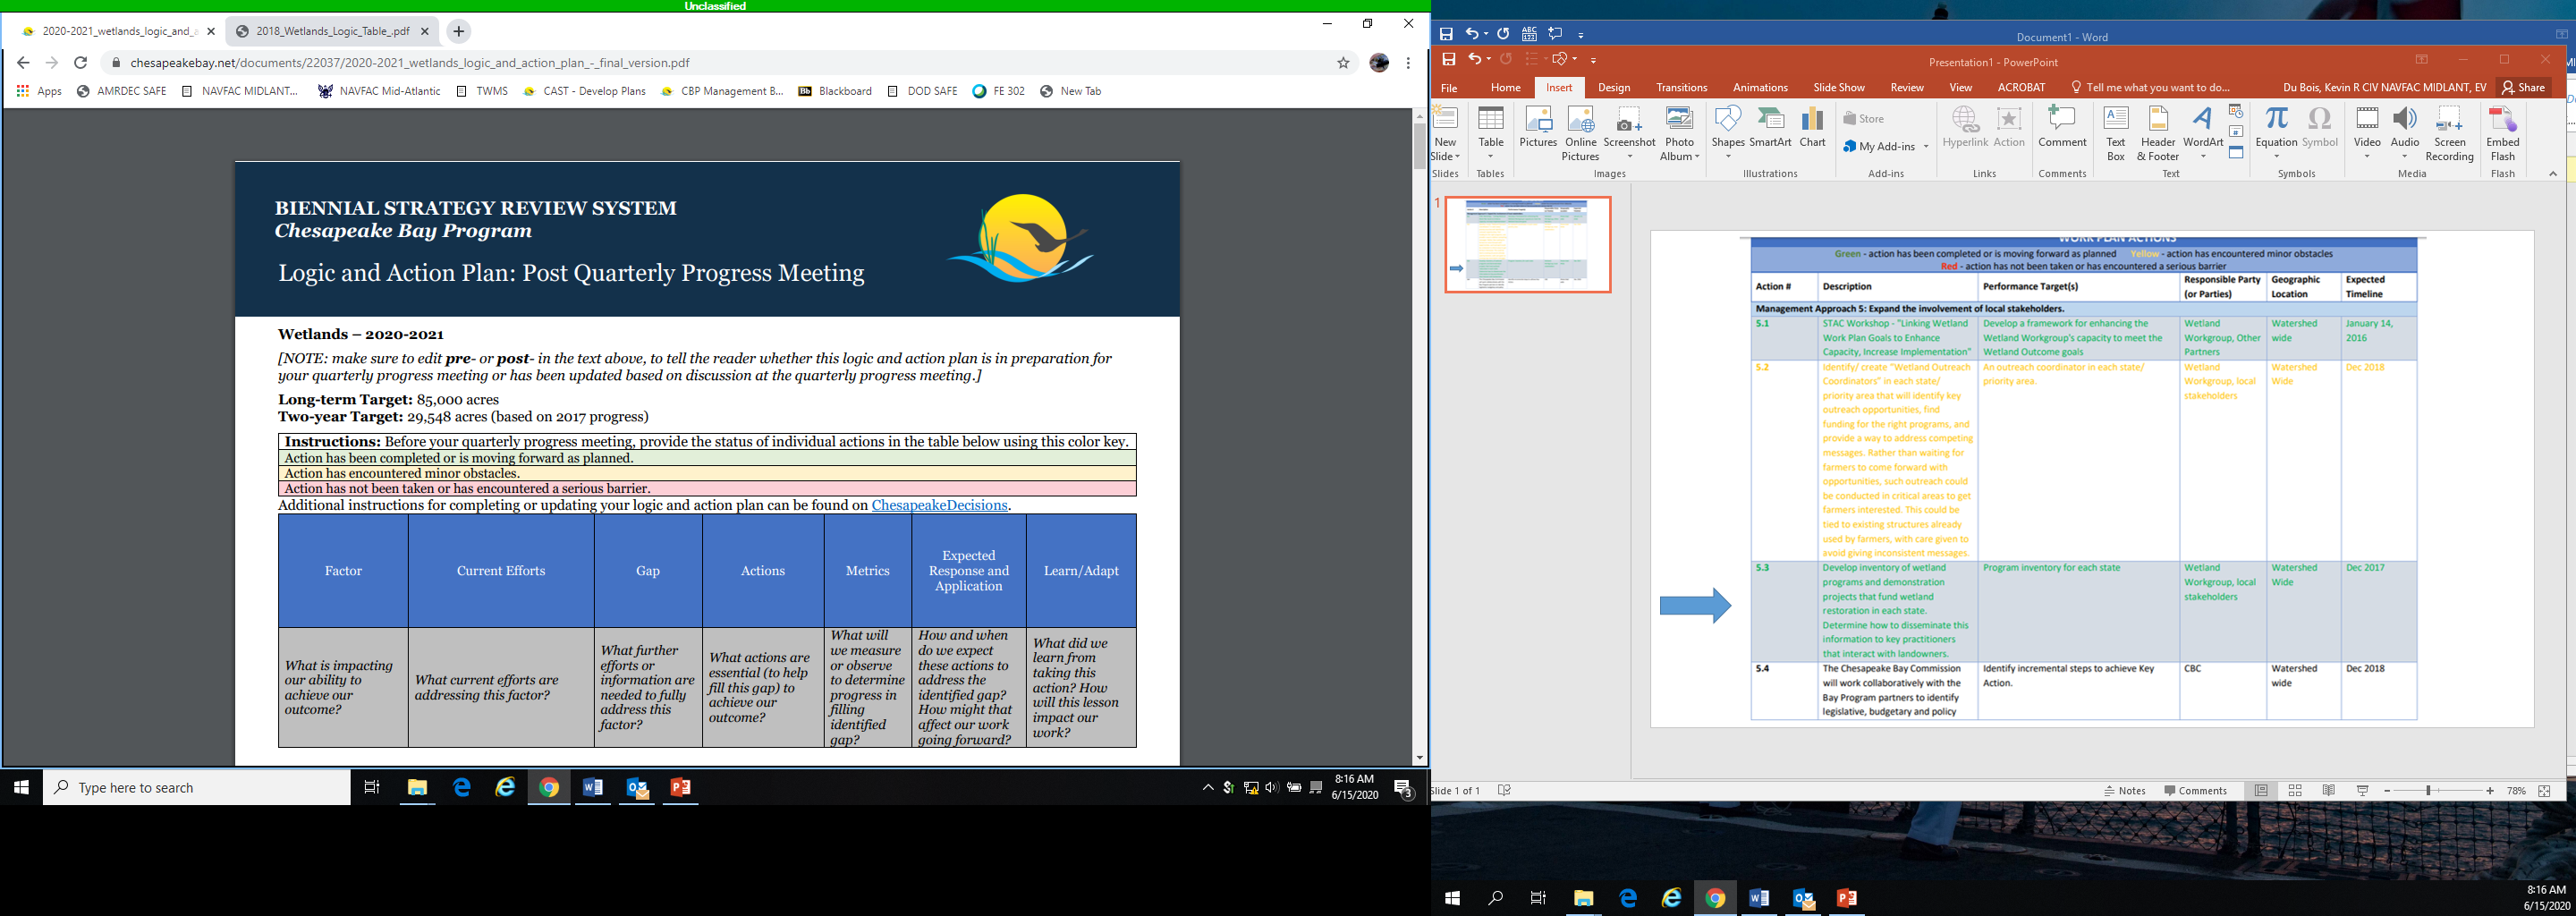 Unclassified
2020-2021_wetlands_logic_and_a
2018_Wetlands_Logic_Table_.pdf
chesapeakebay.net/documents/22037/2020-2021_wetlands_logic_and_action_plan_-_final_version.pdf
Apps
AMRDEC SAFE
NAVFAC MIDLANT...
NAVFAC Mid-Atlantic
TWMS
CAST - Develop Plans
CBP Management B...
Bb
Blackboard
DOD SAFE
FE 302
New Tab
BIENNIAL STRATEGY REVIEW SYSTEM
Chesapeake Bay Program
Logic and Action Plan: Post Quarterly Progress Meeting
Wetlands – 2020-2021
[NOTE: make sure to edit pre- or post- in the text above, to tell the reader whether this logic and action plan is in preparation for
your quarterly progress meeting or has been updated based on discussion at the quarterly progress meeting.]
Long-term Target: 85,000 acres
Two-year Target: 29,548 acres (based on 2017 progress)
Instructions: Before your quarterly progress meeting, provide the status of individual actions in the table below using this color key.
Action has been completed or is moving forward as planned.
Action has encountered minor obstacles.
Action has not been taken or has encountered a serious barrier.
Additional instructions for completing or updating your logic and action plan can be found on ChesapeakeDecisions.
Factor
Current Efforts
Gap
Actions
Metrics
Expected
Response and
Application
Learn/Adapt
What is impacting
our ability to
achieve our
outcome?
What current efforts are
addressing this factor?
What further
efforts or
information are
needed to fully
address this
factor?
What actions are
essential (to help
fill this gap) to
achieve our
outcome?
What will
we measure
or observe
to determine
progress in
filling
identified
gap?
How and when
do we expect
these actions to
address the
identified gap?
How might that
affect our work
going forward?
What did we
learn from
taking this
action? How
will this lesson
impact our
work?
Type here to search
8:16 AM
6/15/2020
3
Document1 - Word
Presentation1 - PowerPoint
File
Home
Insert
Design
Transitions
Animations
Slide Show
Review
View
ACROBAT
Tell me what you want to do...
Du Bois, Kevin R CIV NAVFAC MIDLANT, EV
Share
New
Slide
Table
Pictures
Online
Pictures
Screenshot
Photo
Album
Shapes
SmartArt
Chart
Store
My Add-ins
Hyperlink
Action
Comment
Text
Box
Header
& Footer
WordArt
Equation
Symbol
Video
Audio
Screen
Recording
Embed
Flash
Slides
Tables
Images
Illustrations
Add-ins
Links
Comments
Text
Symbols
Media
Flash
1
WORK PLAN ACTIONS
Green - action has been completed or is moving forward as planned Yellow - action has encountered minor obstacles
Red - action has not been taken or has encountered a serious barrier
Action #
Description
Performance Target(s)
Responsible Party
(or Parties)
Geographic
Location
Expected
Timeline
Management Approach 5: Expand the involvement of local stakeholders.
5.1
STAC Workshop - "Linking Wetland
Work Plan Goals to Enhance
Capacity, Increase Implementation"
Develop a framework for enhancing the
Wetland Workgroup's capacity to meet the
Wetland Outcome goals
Wetland
Workgroup, Other
Partners
Watershed
wide
January 14,
2016
5.2
Identify/ create "Wetland Outreach
Coordinators" in each state/
priority area that will identify key
outreach opportunities, find
funding for the right programs, and
provide a way to address competing
messages. Rather than waiting for
farmers to come forward with
opportunities, such outreach could
be conducted in critical areas to get
farmers interested. This could be
tied to existing structures already
used by farmers, with care given to
avoid giving inconsistent messages.
An outreach coordinator in each state/
priority area.
Wetland
Workgroup, local
stakeholders
Watershed
Wide
Dec 2018
5.3
Develop inventory of wetland
programs and demonstration
projects that fund wetland
restoration in each state.
Determine how to disseminate this
information to key practitioners
that interact with landowners.
Program inventory for each state
Wetland
Workgroup, local
stakeholders
Watershed
Wide
Dec 2017
5.4
The Chesapeake Bay Commission
will work collaboratively with the
Bay Program partners to identify
legislative, budgetary and policy
Identify incremental steps to achieve Key
Action.
CBC
Watershed
wide
Dec 2018
Slide 1 of 1
Notes
Comments
78%
8:16 AM
6/15/2020